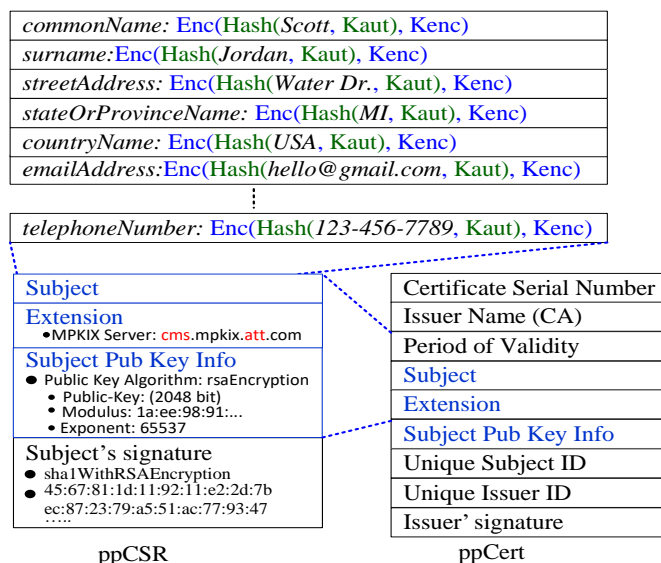 commonName: Enc(Hash(Scott, Kaut), Kenc)
surname:Enc(Hash(Jordan, Kaut), Kenc)
streetAddress: Enc(Hash(Water Dr., Kaut), Kenc)
stateOrProvinceName: Enc(Hash(MI, Kaut), Kenc)
countryName: Enc(Hash(USA, Kaut), Kenc)
emailAddress:Enc(Hash(hello@gmail.com, Kaut), Kenc)
telephoneNumber: Enc(Hash(123-456-7789, Kaut), Kenc)
Subject
Extension
•MPKIX Server: cms.mpkix.att.com
Subject Pub Key Info
• Public Key Algorithm: rsaEncryption
• Public-Key: (2048 bit)
• Modulus: 1a:ee:98:91:...
• Exponent: 65537
Subject's signature
• sha1WithRSAEncryption
• 45:67:81:1d:11:92:11:e2:2d:7b
ec:87:23:79:a5:51:ac:77:93:47
…..
ppCSR
Certificate Serial Number
Issuer Name (CA)
Period of Validity
Subject
Extension
Subject Pub Key Info
Unique Subject ID
Unique Issuer ID
Issuer' signature
ppCert